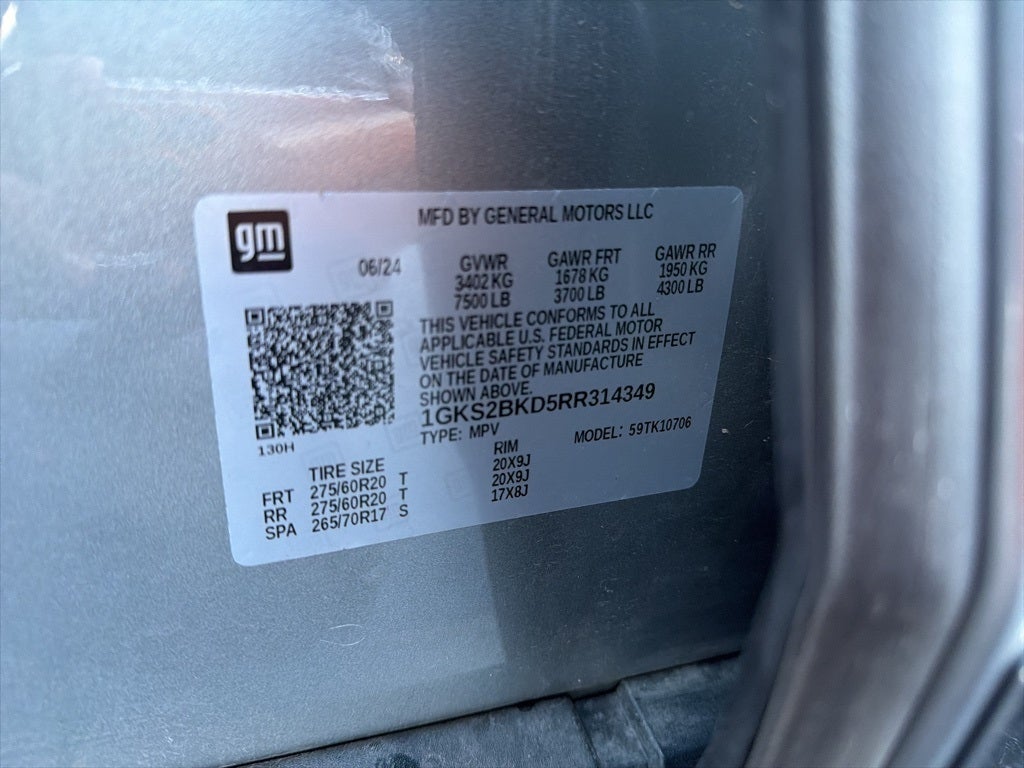 gm
MFD BY GENERAL MOTORS LLC
06/24
GVWR GAWR FRT GAWR RR
3402 KG 1678 KG 1950 KG
7500 LB 3700 LB 4300 LB
THIS VEHICLE CONFORMS TO ALL
APPLICABLE U.S. FEDERAL MOTOR
VEHICLE SAFETY STANDARDS IN EFFECT
ON THE DATE OF MANUFACTURE
SHOWN ABOVE.
1GKS2BKD5RR314349
TYPE: MPV MODEL: 59TK10706
130H
TIRE SIZE RIM
FRT 275/60R20 T 20X9J
RR 275/60R20 T 20X9J
SPA 265/70R17 S 17X8J